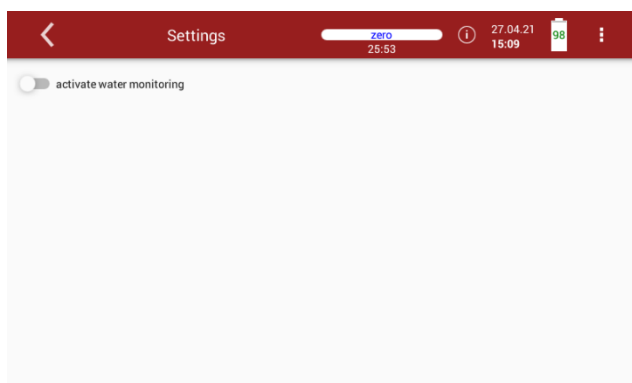 Settings
zero
25:53
i
27.04.21
15:09
98
activate water monitoring